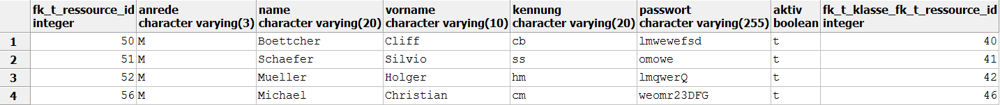 fk_t_ressource_id anrede name vorname kennung passwort aktiv fk_t_klasse_fk_t_ressource_id
integer character varying(3) character varying(20) character varying(10) character varying(20) character varying(255) boolean integer
1 50 M Boettcher Cliff cb lmwewefsd t 40
2 51 M Schaefer Silvio ss omowe t 41
3 52 M Mueller Holger hm lmqwerQ t 42
4 56 M Michael Christian cm weomr23DFG t 46